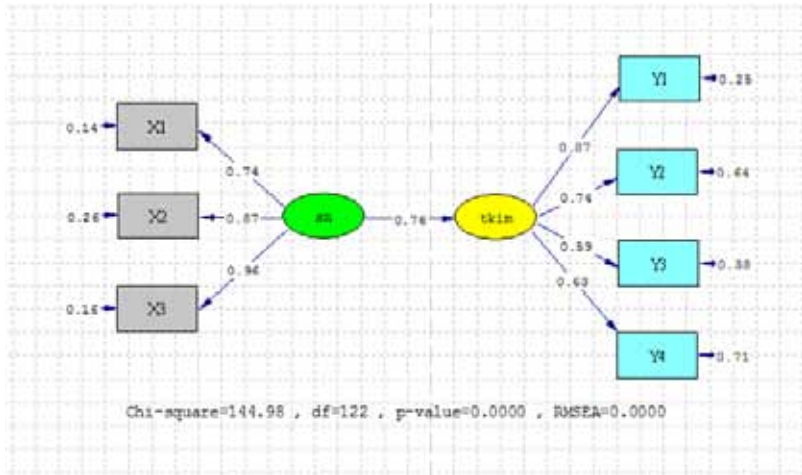 Y1
0.25
X1
0.14
0.87
0.74
Y2
0.64
0.76
X2
0.26
0.87
0.76
tkim
Y3
0.59
0.96
0.63
X3
0.16
Y4
0.71
Chi-square=144.98 , df=122 , p-value=0.0000 , RMSEA=0.0000